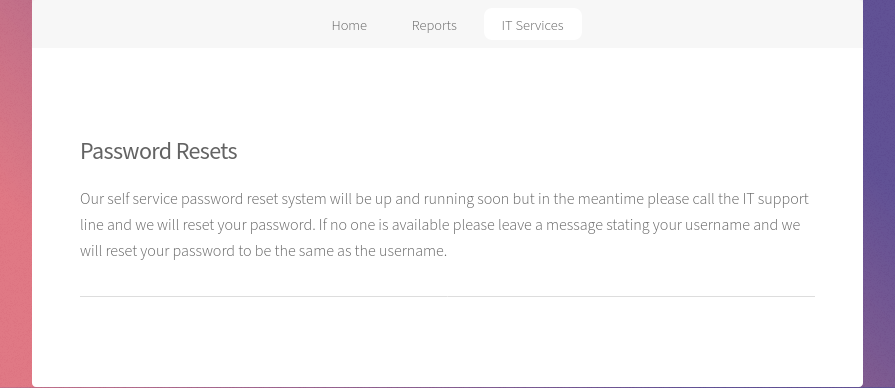 Home Reports IT Services
Password Resets
Our self service password reset system will be up and running soon but in the meantime please call the IT support
line and we will reset your password. If no one is available please leave a message stating your username and we
will reset your password to be the same as the username.